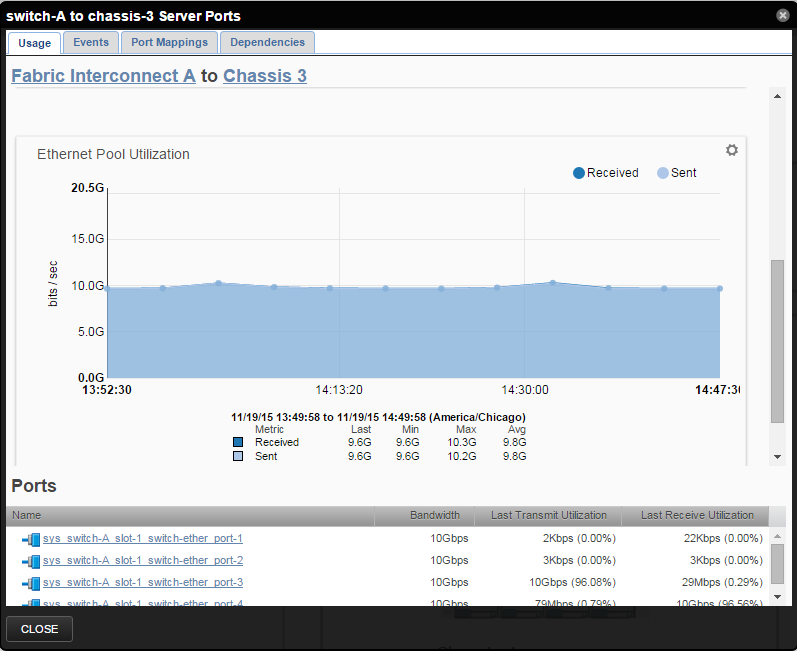 switch-A to chassis-3 Server Ports
Usage Events Port Mappings Dependencies
Fabric Interconnect A to Chassis 3
Ethernet Pool Utilization
Received Sent
20.5G
15.0G
10.0G
5.0G
0.0G
bits / sec
13:52:30 14:13:20 14:30:00 14:47:30
11/19/15 13:49:58 to 11/19/15 14:49:58 (America/Chicago)
Metric Last Min Max Avg
Received 9.6G 9.6G 10.3G 9.8G
Sent 9.6G 9.6G 10.2G 9.8G
Ports
Name Bandwidth Last Transmit Utilization Last Receive Utilization
sys_switch-A_slot-1_switch-ether_port-1 10Gbps 2Kbps (0.00%) 22Kbps (0.00%)
sys_switch-A_slot-1_switch-ether_port-2 10Gbps 3Kbps (0.00%) 3Kbps (0.00%)
sys_switch-A_slot-1_switch-ether_port-3 10Gbps 10Gbps (96.08%) 29Mbps (0.29%)
sys_switch-A_slot-1_switch-ether_port-4 10Gbps 79Mbps (0.79%) 10Gbps (96.56%)
CLOSE